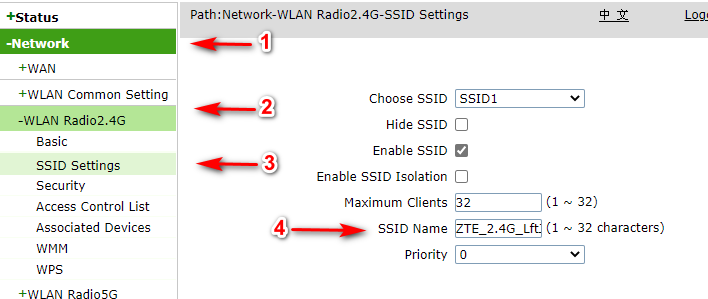 +Status
Path:Network-WLAN Radio2.4G-SSID Settings
中 文
-Network
1
+WAN
+WLAN Common Setting
Choose SSID SSID1
2
-WLAN Radio2.4G
Hide SSID
Basic
Enable SSID
SSID Settings
3
Enable SSID Isolation
Security
Maximum Clients 32 (1 ~ 32)
Access Control List
4
SSID Name ZTE_2.4G_Lft (1 ~ 32 characters)
Associated Devices
WMM
Priority 0
WPS
+WLAN Radio5G